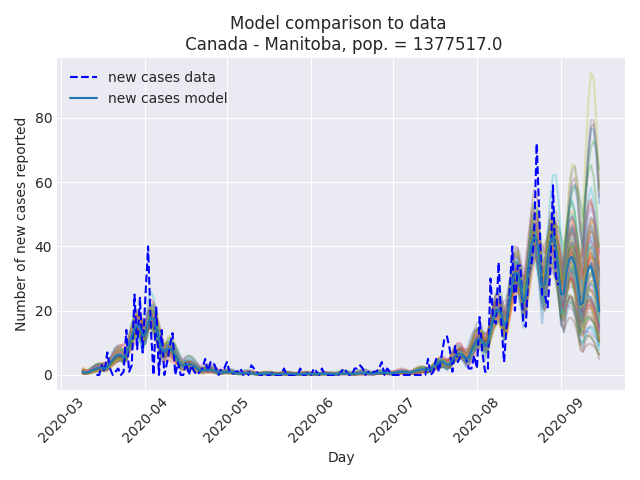 Model comparison to data
Canada - Manitoba, pop. = 1377517.0
new cases data
new cases model
Number of new cases reported
80
60
40
20
0
2020-03
2020-04
2020-05
2020-06
2020-07
2020-08
2020-09
Day